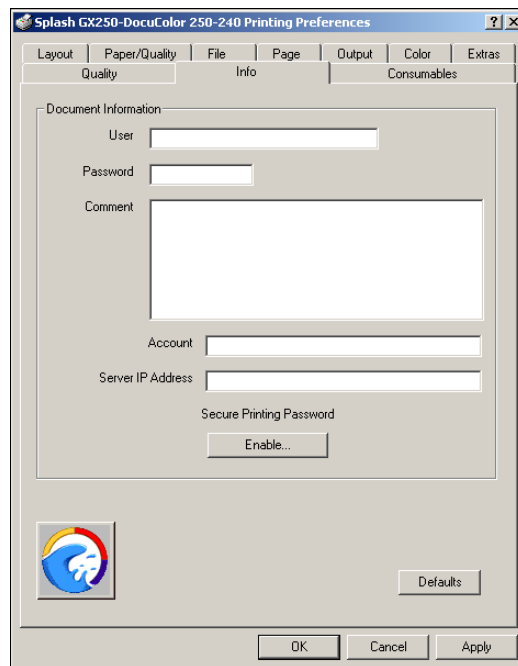 Splash GX250-DocuColor 250-240 Printing Preferences
Layout Paper/Quality File Page Output Color Extras
Quality Info Consumables
Document Information
User
Password
Comment
Account
Server IP Address
Secure Printing Password
Enable...
Defaults
OK Cancel Apply